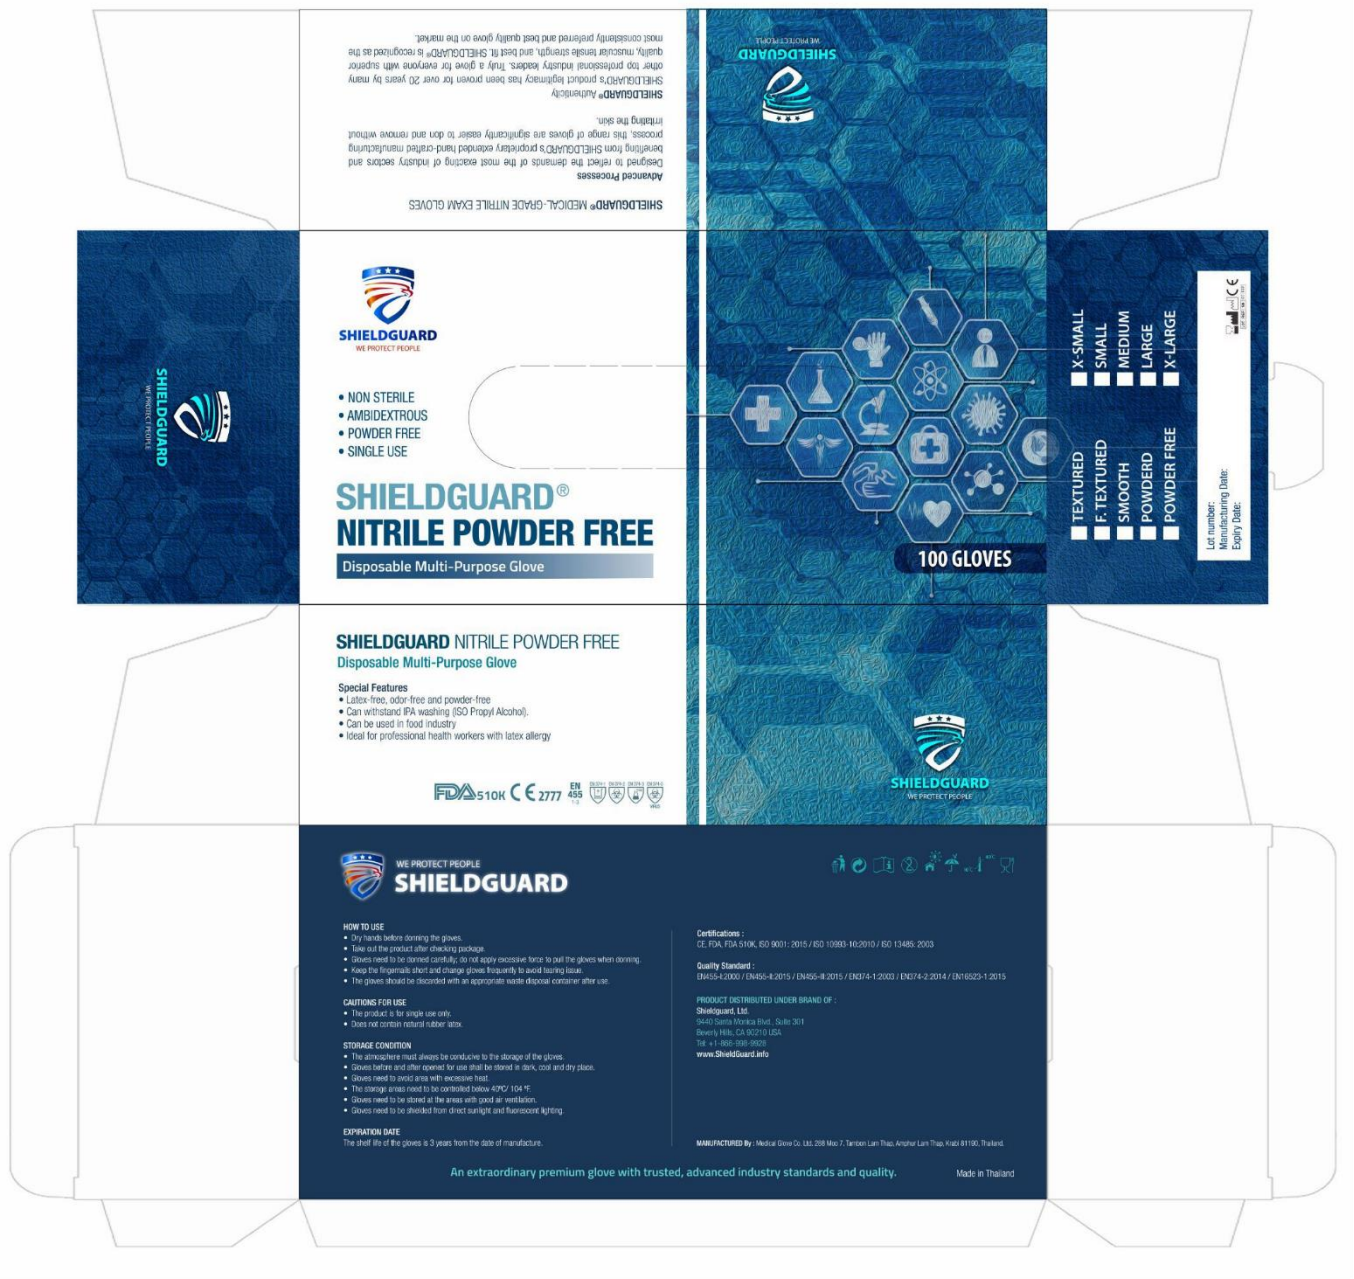 SHIELDGUARD® MEDICAL-GRADE NITRILE EXAM GLOVES
Advanced Processes
Designed to reflect the demands of the most exacting of industry sectors and
benefiting from SHIELDGUARD's proprietary extended hand-crafted manufacturing
process, this range of gloves are significantly easier to don and remove without
irritating the skin.
SHIELDGUARD® Authenticity
SHIELDGUARD's product legitimacy has been proven for over 20 years by many
other top professional industry leaders. Truly a glove for everyone with superior
quality, muscular tensile strength, and best fit. SHIELDGUARD® is recognized as the
most consistently preferred and best quality glove on the market.
SHIELDGUARD
WE PROTECT PEOPLE
SHIELDGUARD
WE PROTECT PEOPLE
SHIELDGUARD
WE PROTECT PEOPLE
• NON STERILE
• AMBIDEXTROUS
• POWDER FREE
• SINGLE USE
SHIELDGUARD®
NITRILE POWDER FREE
Disposable Multi-Purpose Glove
100 GLOVES
TEXTURED
F. TEXTURED
SMOOTH
POWDERD
POWDER FREE
X-SMALL
SMALL
MEDIUM
LARGE
X-LARGE
Lot number:
Manufacturing Date:
Expiry Date:
CE
SHIELDGUARD NITRILE POWDER FREE
Disposable Multi-Purpose Glove
Special Features
• Latex-free, odor-free and powder-free
• Can withstand IPA washing (ISO Propyl Alcohol).
• Can be used in food industry
• Ideal for professional health workers with latex allergy
FDA 510K CE 2777 EN 455
SHIELDGUARD
WE PROTECT PEOPLE
WE PROTECT PEOPLE
SHIELDGUARD
HOW TO USE
• Dry hands before donning the gloves.
• Take out the product after checking package.
• Gloves need to be donned carefully; do not apply excessive force to pull the gloves when donning.
• Keep the fingernails short and change gloves frequently to avoid tearing issue.
• The gloves should be discarded with an appropriate waste disposal container after use.
CAUTIONS FOR USE
• The product is for single use only.
• Does not contain natural rubber latex.
STORAGE CONDITION
• The atmosphere must always be conducive to the storage of the gloves.
• Gloves before and after opened for use shall be stored in dark, cool and dry place.
• Gloves need to avoid area with excessive heat.
• The storage areas need to be controlled below 40ºC/ 104 ºF.
• Gloves need to be stored at the areas with good air ventilation.
• Gloves need to be shielded from direct sunlight and fluorescent lighting.
EXPIRATION DATE
The shelf life of the gloves is 3 years from the date of manufacture.
Certifications :
CE, FDA, FDA 510K, ISO 9001: 2015 / ISO 10993-10:2010 / ISO 13485: 2003
Quality Standard :
EN455-I:2000 / EN455-II:2015 / EN455-III:2015 / EN374-1:2003 / EN374-2:2014 / EN16523-1:2015
PRODUCT DISTRIBUTED UNDER BRAND OF :
Shieldguard, Ltd.
9440 Santa Monica Blvd., Suite 301
Beverly Hills, CA 90210 USA
Tel: +1-866-998-9928
www.ShieldGuard.info
MANUFACTURED By : Medical Glove Co. Ltd. 268 Moo 7, Tambon Lam Thap, Amphur Lam Thap, Krabi 81190, Thailand.
An extraordinary premium glove with trusted, advanced industry standards and quality.
Made in Thailand